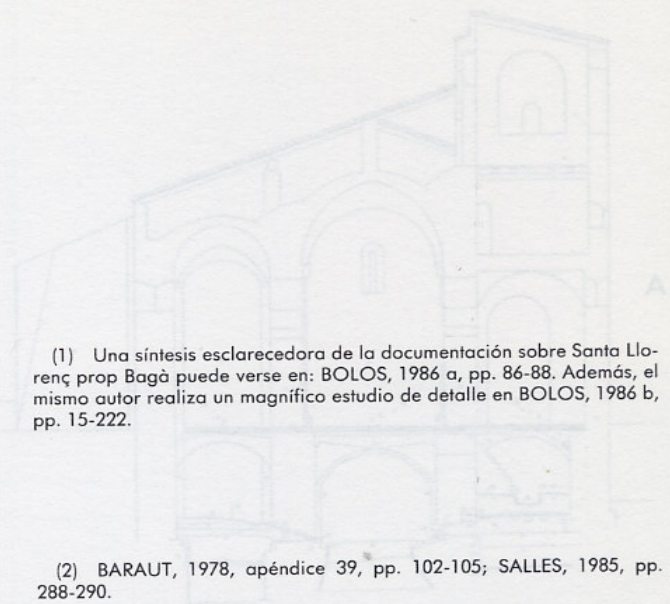 (1) Una síntesis esclarecedora de la documentación sobre Santa Llo-
renç prop Bagà puede verse en: BOLOS, 1986 a, pp. 86-88. Además, el
mismo autor realiza un magnífico estudio de detalle en BOLOS, 1986 b,
pp. 15-222.
(2) BARAUT, 1978, apéndice 39, pp. 102-105; SALLES, 1985, pp.
288-290.